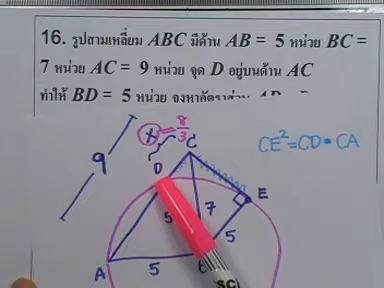 16. รูปสามเหลี่ยม ABC มีด้าน AB = 5 หน่วย BC =
7 หน่วย AC = 9 หน่วย จุด D อยู่บนด้าน AC
ทำให้ BD = 5 หน่วย จงหาอัตราส่วน
x = 8/3
CE²=CD•CA
C
9
D
E
5
7
5
A
5